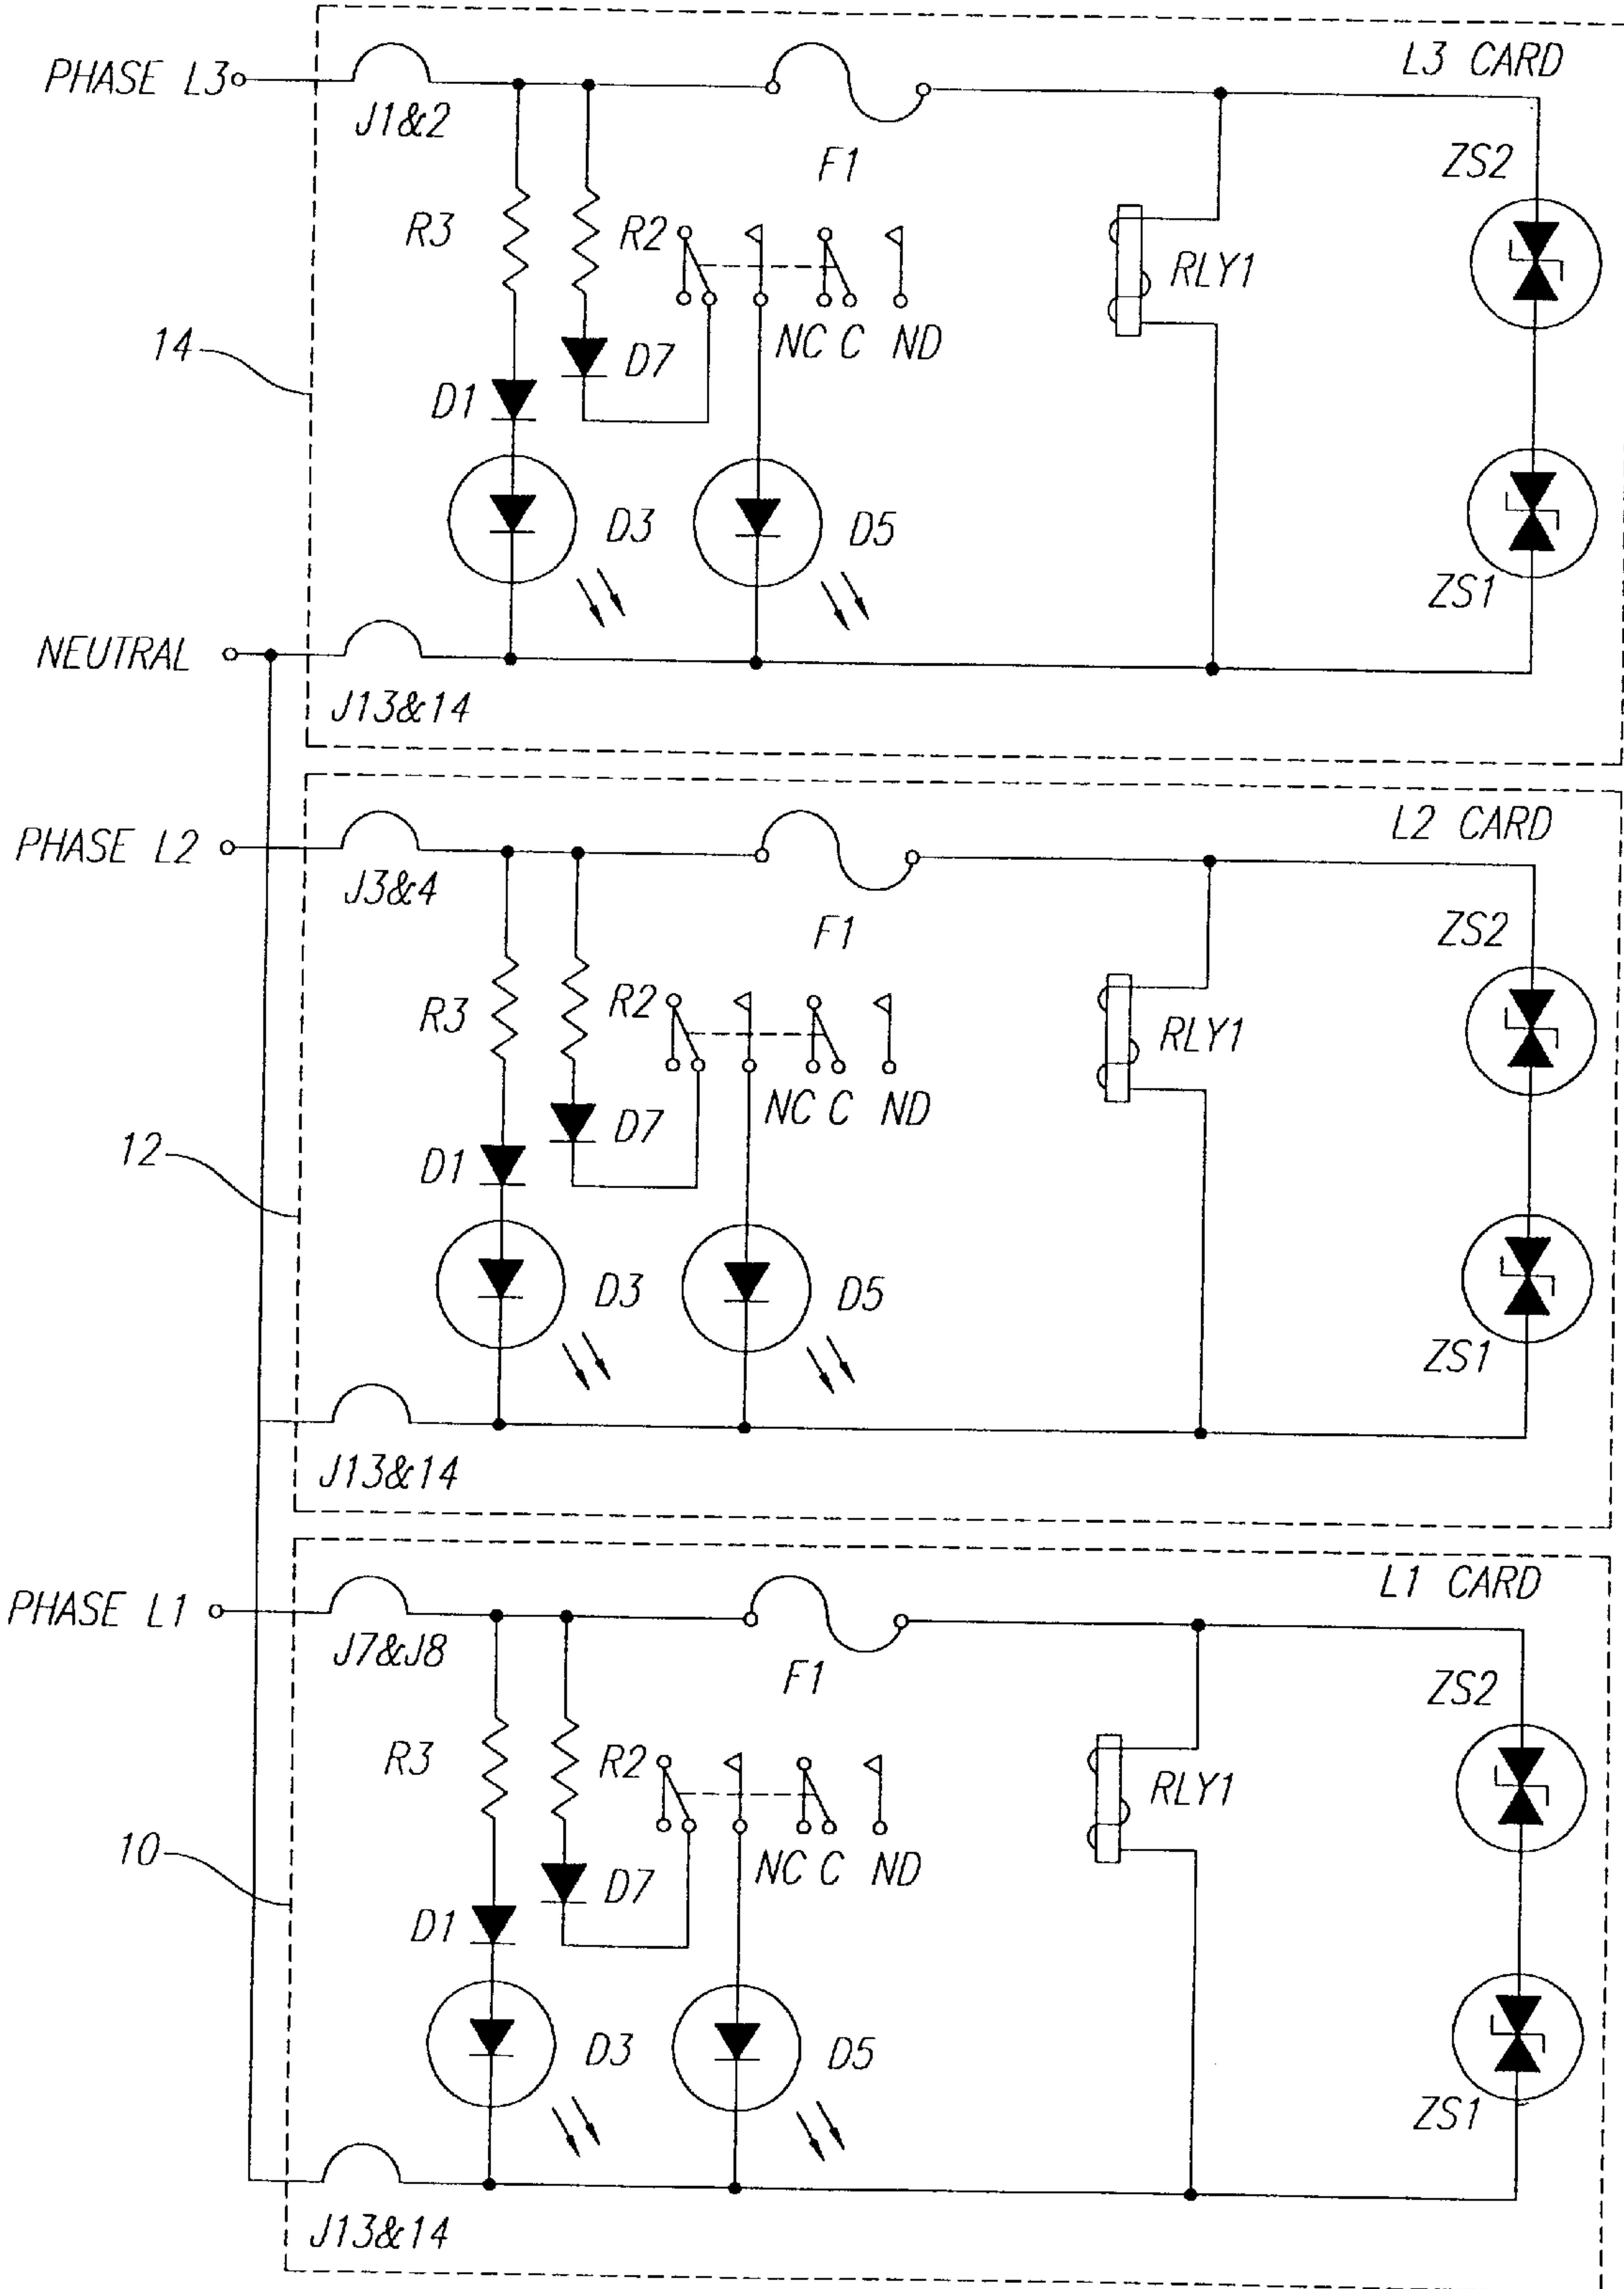 L3 CARD
PHASE L3
J1&2
F1
ZS2
R3
R2
RLY1
14
NC C ND
D7
D1
D3
D5
ZS1
NEUTRAL
J13&14
L2 CARD
PHASE L2
J3&4
F1
ZS2
R3
R2
RLY1
NC C ND
D7
12
D1
D3
D5
ZS1
J13&14
L1 CARD
PHASE L1
J7&J8
F1
ZS2
R3
R2
RLY1
10
NC C ND
D7
D1
D3
D5
ZS1
J13&14